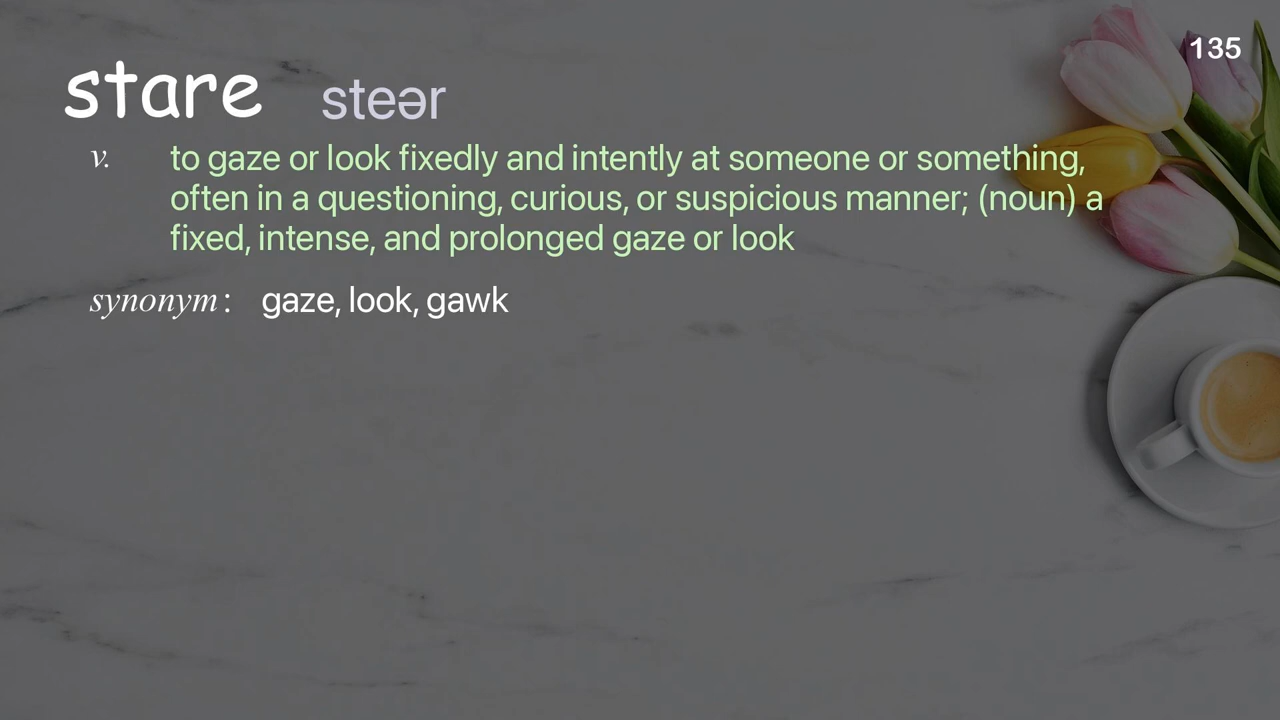 135
stare steər
v. to gaze or look fixedly and intently at someone or something,
often in a questioning, curious, or suspicious manner; (noun) a
fixed, intense, and prolonged gaze or look
synonym : gaze, look, gawk